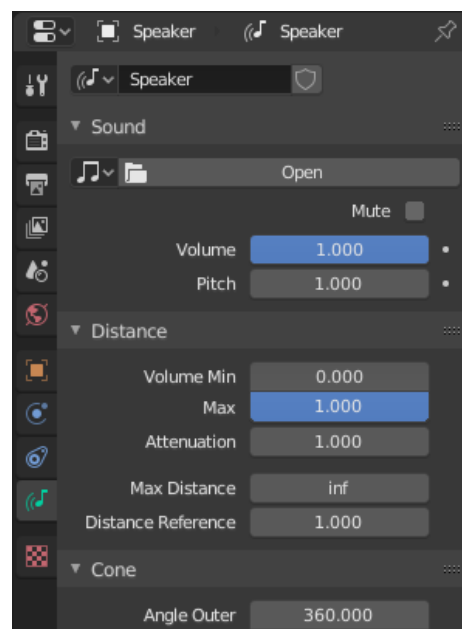 Speaker Speaker
Speaker
Sound
Open
Mute
Volume 1.000
Pitch 1.000
Distance
Volume Min 0.000
Max 1.000
Attenuation 1.000
Max Distance inf
Distance Reference 1.000
Cone
Angle Outer 360.000